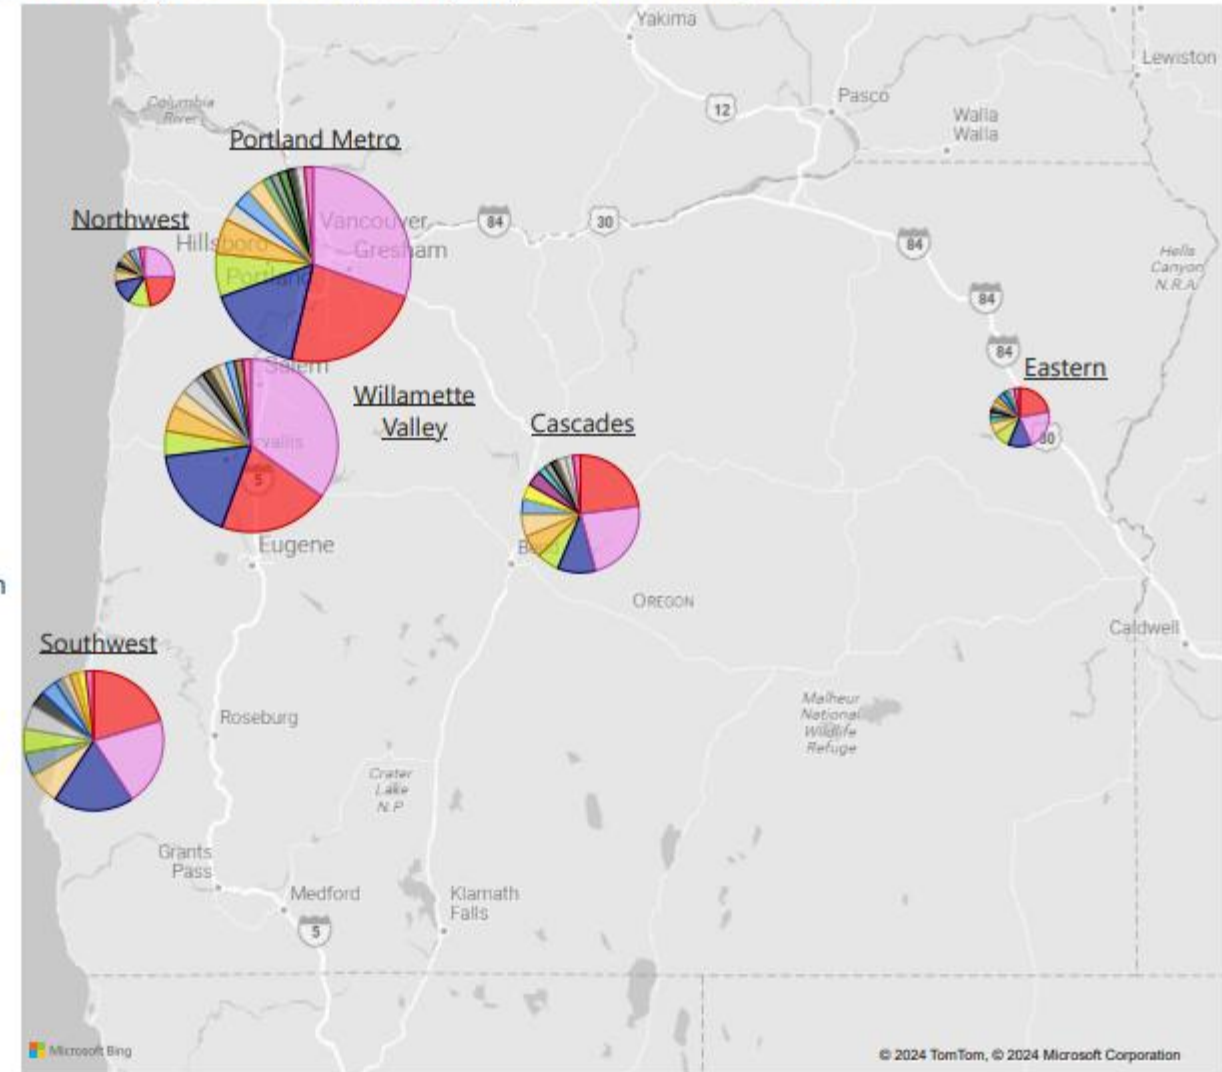 Yakima
Lewiston
Pasco
Columbia
River
12
Walla
Walla
Portland Metro
Northwest
Vancouver
84
30
Hillsboro
Gresham
84
Hells
Canyon
N.R.A.
Portland
84
84
Eastern
Salem
Willamette
Valley
Cascades
30
5
Eugene
OREGON
n
Southwest
Caldwell
Roseburg
Malheur
National
Wildlife
Refuge
Crater
Lake
N.P
Grants
Pass
Medford
Klamath
Falls
5
Microsoft Bing
© 2024 TomTom, © 2024 Microsoft Corporation